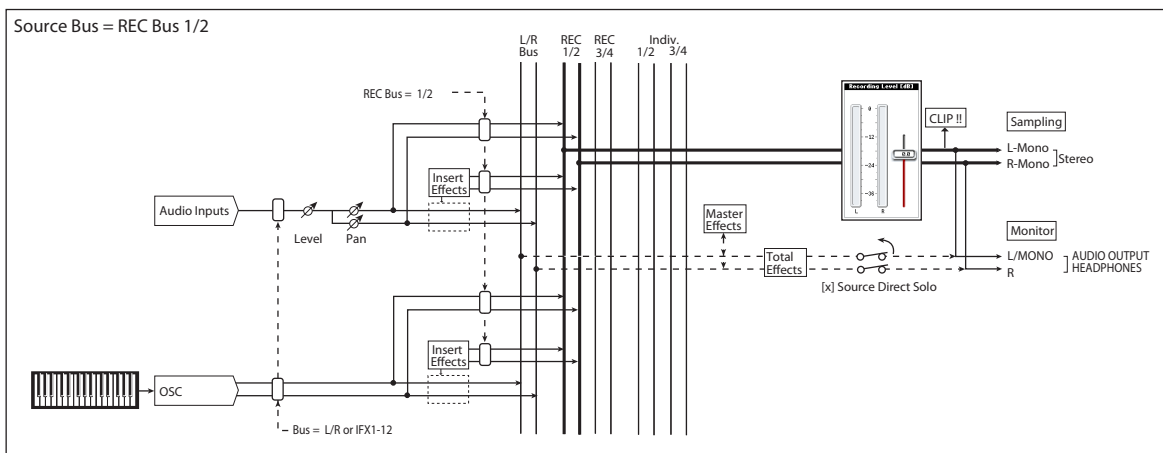 Source Bus = REC Bus 1/2
L/R
Bus
REC
1/2
REC
3/4
Indiv.
1/2
3/4
REC Bus = 1/2
Recording Level [dB]
0
-12
-24
-36
L
R
0.0
CLIP !!
Sampling
L-Mono
R-Mono
Stereo
Insert
Effects
Audio Inputs
Level
Pan
Master
Effects
Total
Effects
[x] Source Direct Solo
Monitor
L/MONO
R
AUDIO OUTPUT
HEADPHONES
Insert
Effects
OSC
Bus = L/R or IFX1-12